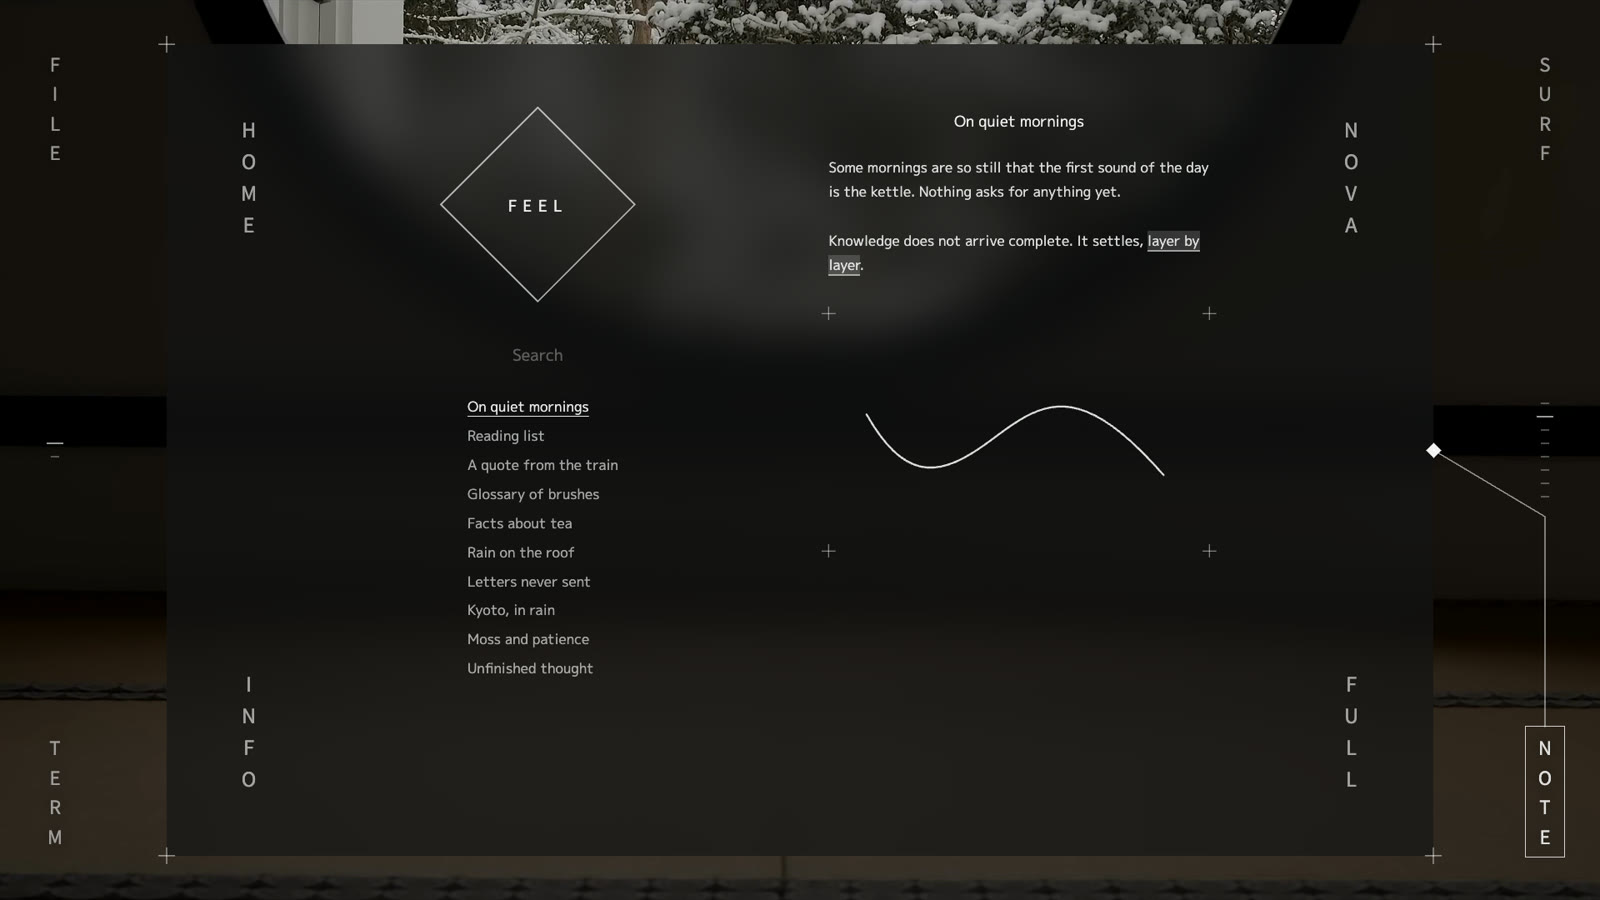 FILE
SURF
HOME
NOVA
FEEL
On quiet mornings
Some mornings are so still that the first sound of the day
is the kettle. Nothing asks for anything yet.
Knowledge does not arrive complete. It settles, layer by
layer.
Search
On quiet mornings
Reading list
A quote from the train
Glossary of brushes
Facts about tea
Rain on the roof
Letters never sent
Kyoto, in rain
Moss and patience
Unfinished thought
INFO
FULL
TERM
NOTE